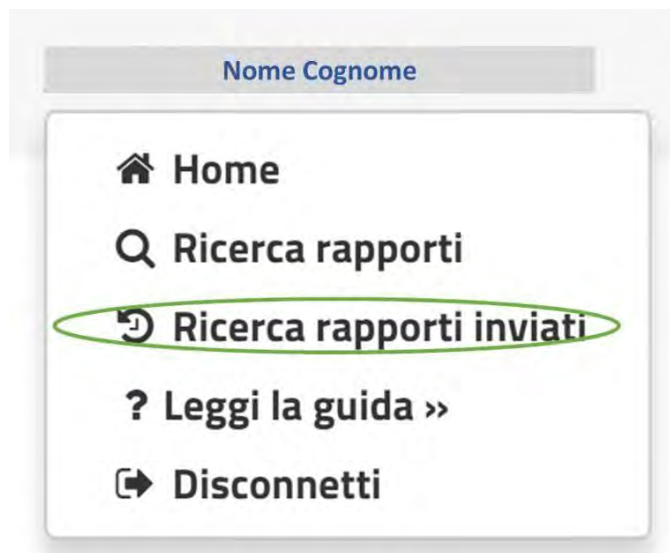 Nome Cognome
Home
Ricerca rapporti
Ricerca rapporti inviati
? Leggi la guida »
Disconnetti